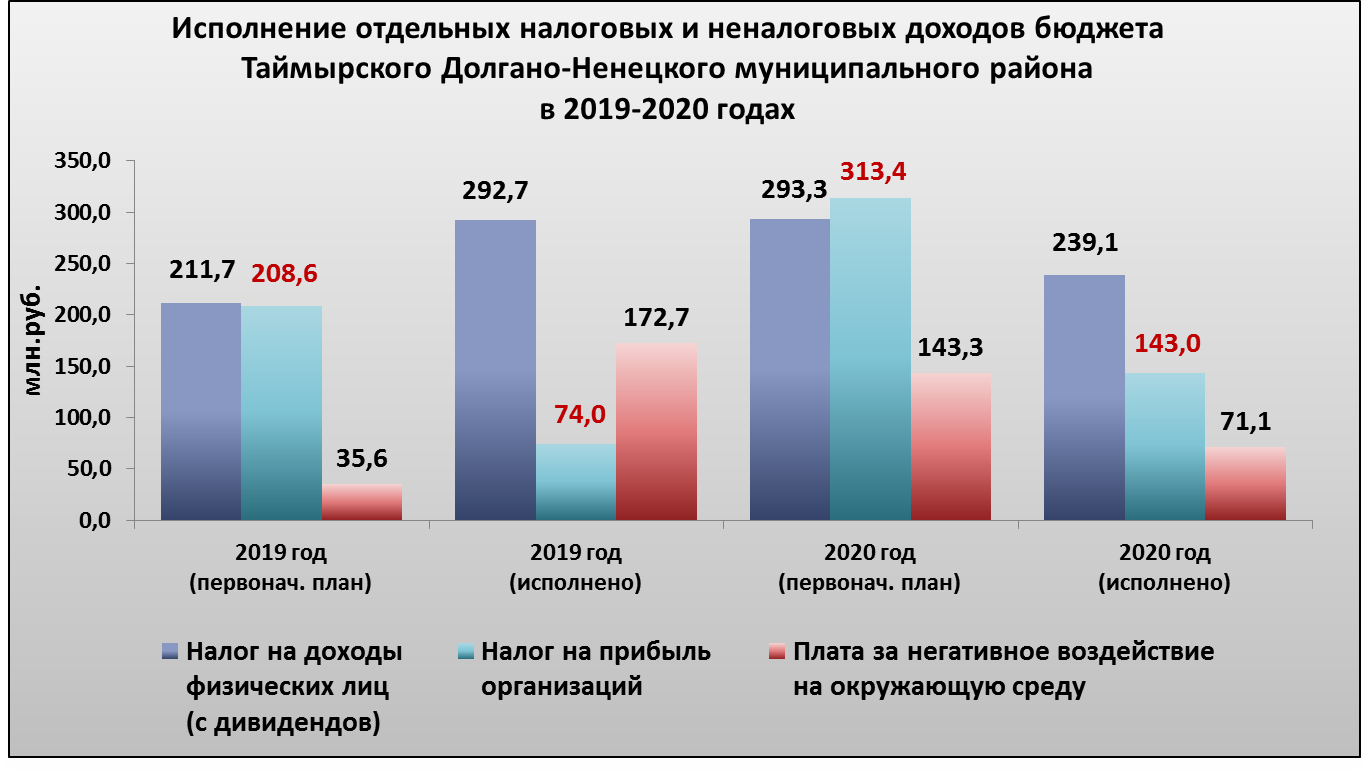 Исполнение отдельных налоговых и неналоговых доходов бюджета
Таймырского Долгано-Ненецкого муниципального района
в 2019-2020 годах
млн.руб.
350,0
300,0
250,0
200,0
150,0
100,0
50,0
0,0
211,7
208,6
35,6
292,7
74,0
172,7
293,3
313,4
143,3
239,1
143,0
71,1
2019 год
(первонач. план)
2019 год
(исполнено)
2020 год
(первонач. план)
2020 год
(исполнено)
Налог на доходы
физических лиц
(с дивидендов)
Налог на прибыль
организаций
Плата за негативное воздействие
на окружающую среду